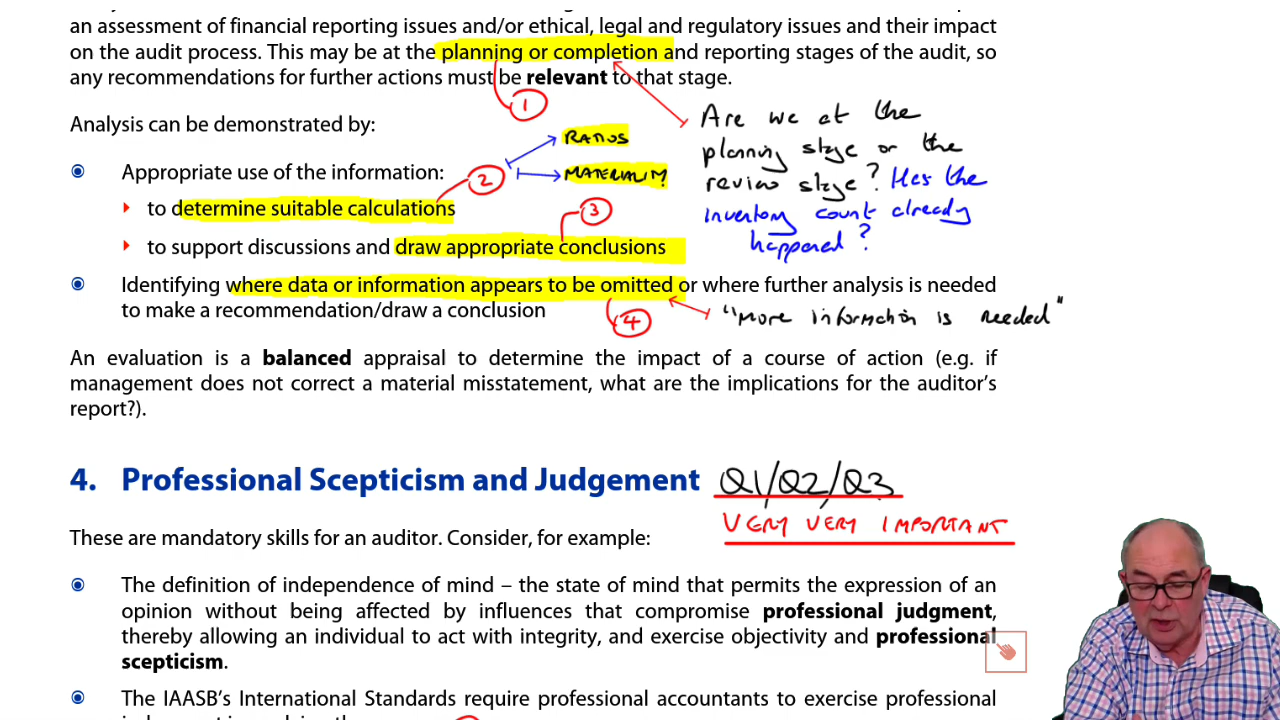 an assessment of financial reporting issues and/or ethical, legal and regulatory issues and their impact
on the audit process. This may be at the planning or completion and reporting stages of the audit, so
any recommendations for further actions must be relevant to that stage.
1
Are we at the
planning stage or the
review stage? Has the
inventory count already
happened?
Analysis can be demonstrated by:
RATIOS
Appropriate use of the information:
2
MATERIALITY
to determine suitable calculations
3
to support discussions and draw appropriate conclusions
Identifying where data or information appears to be omitted or where further analysis is needed
to make a recommendation/draw a conclusion
4
"More information is needed"
An evaluation is a balanced appraisal to determine the impact of a course of action (e.g. if
management does not correct a material misstatement, what are the implications for the auditor's
report?).
4. Professional Scepticism and Judgement
Q1/Q2/Q3
VERY VERY IMPORTANT
These are mandatory skills for an auditor. Consider, for example:
The definition of independence of mind – the state of mind that permits the expression of an
opinion without being affected by influences that compromise professional judgment,
thereby allowing an individual to act with integrity, and exercise objectivity and professional
scepticism.
The IAASB's International Standards require professional accountants to exercise professional